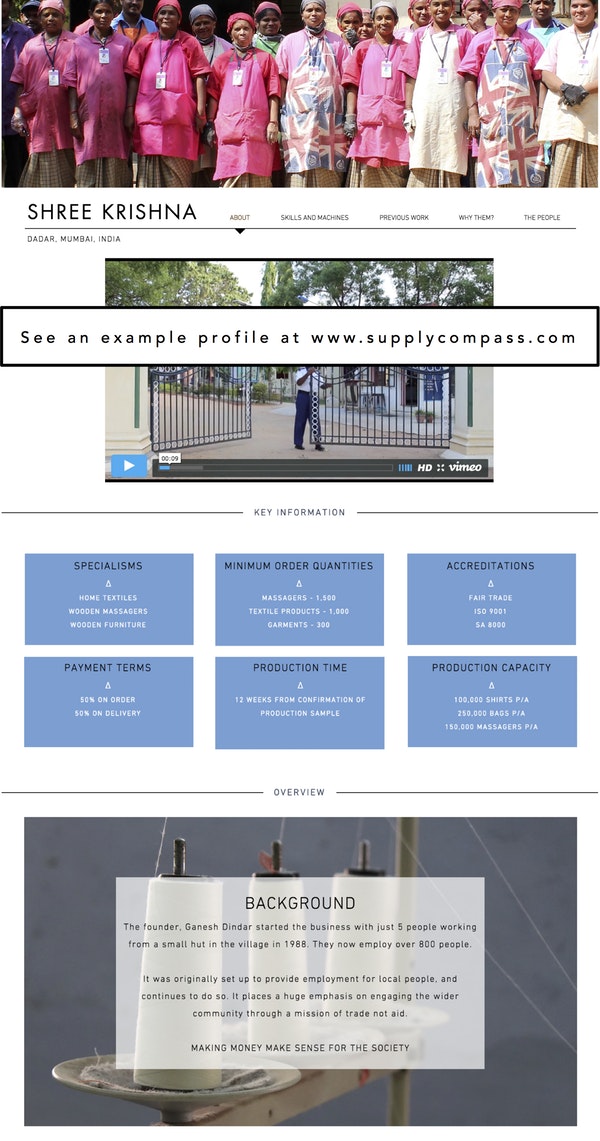 SHREE KRISHNA
ABOUT SKILLS AND MACHINES PREVIOUS WORK WHY THEM? THE PEOPLE
DADAR, MUMBAI, INDIA
See an example profile at www.supplycompass.com
00:09
HD vimeo
KEY INFORMATION
SPECIALISMS
HOME TEXTILES
WOODEN MASSAGERS
WOODEN FURNITURE
MINIMUM ORDER QUANTITIES
MASSAGERS - 1,500
TEXTILE PRODUCTS - 1,000
GARMENTS - 300
ACCREDITATIONS
FAIR TRADE
ISO 9001
SA 8000
PAYMENT TERMS
50% ON ORDER
50% ON DELIVERY
PRODUCTION TIME
12 WEEKS FROM CONFIRMATION OF
PRODUCTION SAMPLE
PRODUCTION CAPACITY
100,000 SHIRTS P/A
250,000 BAGS P/A
150,000 MASSAGERS P/A
OVERVIEW
BACKGROUND
The founder, Ganesh Dindar started the business with just 5 people working
from a small hut in the village in 1988. They now employ over 800 people.
It was originally set up to provide employment for local people, and
continues to do so. It places a huge emphasis on engaging the wider
community through a mission of trade not aid.
MAKING MONEY MAKE SENSE FOR THE SOCIETY